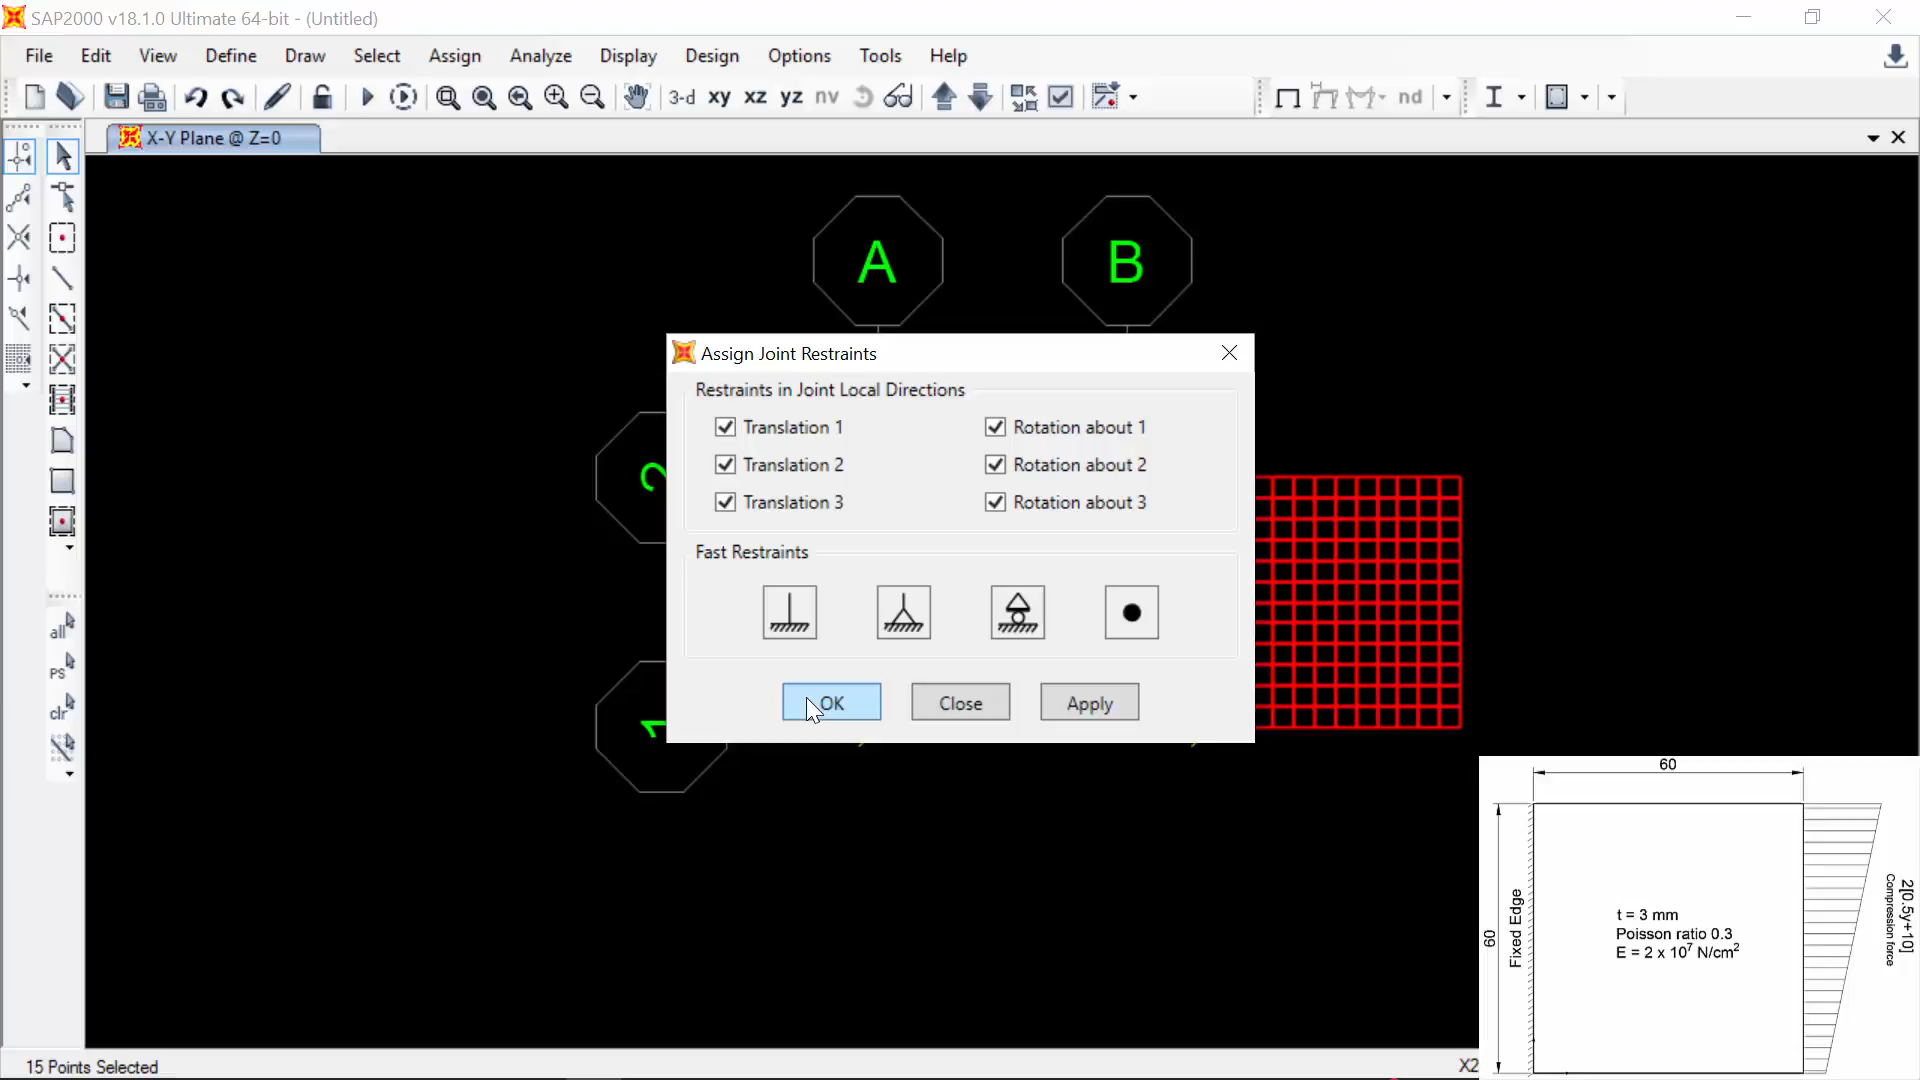 SAP2000 v18.1.0 Ultimate 64-bit - (Untitled)
File Edit View Define Draw Select Assign Analyze Display Design Options Tools Help
3-d xy xz yz nv nd
X-Y Plane @ Z=0
A B
Assign Joint Restraints
Restraints in Joint Local Directions
Translation 1 Rotation about 1
Translation 2 Rotation about 2
Translation 3 Rotation about 3
Fast Restraints
OK Close Apply
1
all
PS
clr
60
60
Fixed Edge
t = 3 mm
Poisson ratio 0.3
E = 2 x 10⁷ N/cm²
2[0.5y+10]
Compression force
15 Points Selected
X2